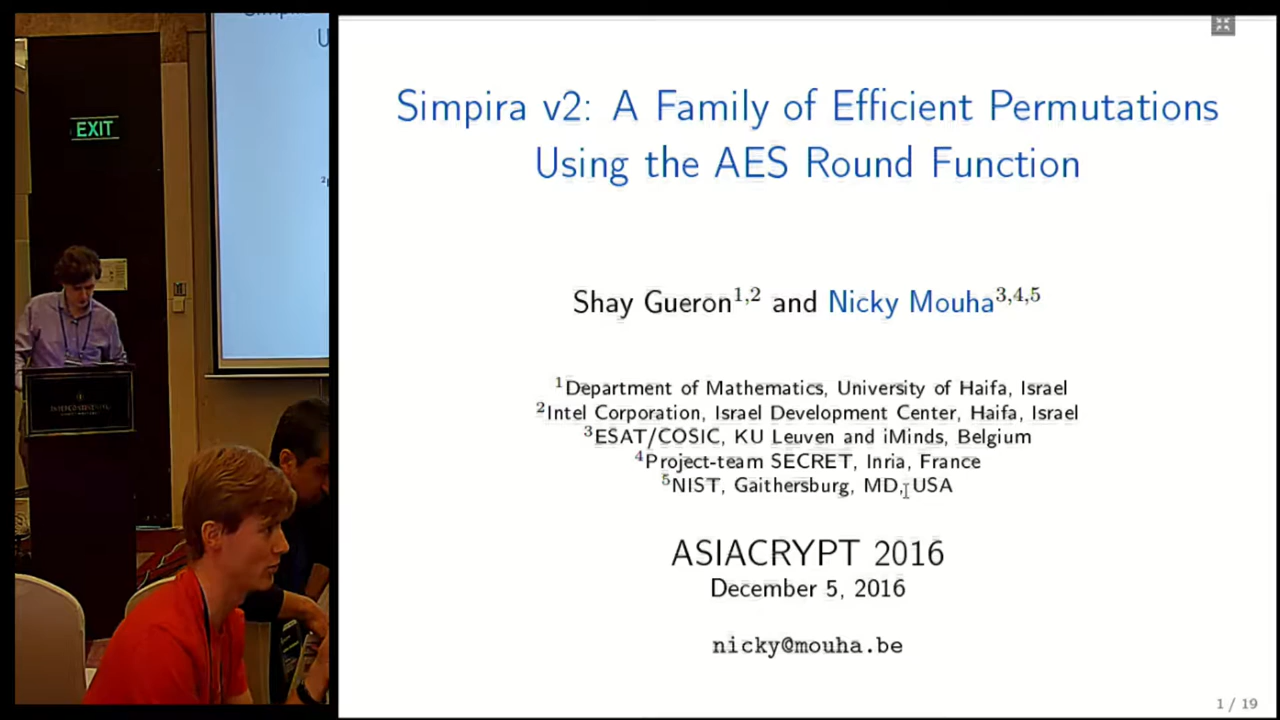 EXIT
Simpira v2: A Family of Efficient Permutations
Using the AES Round Function
Shay Gueron1,2 and Nicky Mouha3,4,5
1Department of Mathematics, University of Haifa, Israel
2Intel Corporation, Israel Development Center, Haifa, Israel
3ESAT/COSIC, KU Leuven and iMinds, Belgium
4Project-team SECRET, Inria, France
5NIST, Gaithersburg, MD, USA
ASIACRYPT 2016
December 5, 2016
nicky@mouha.be
1 / 19